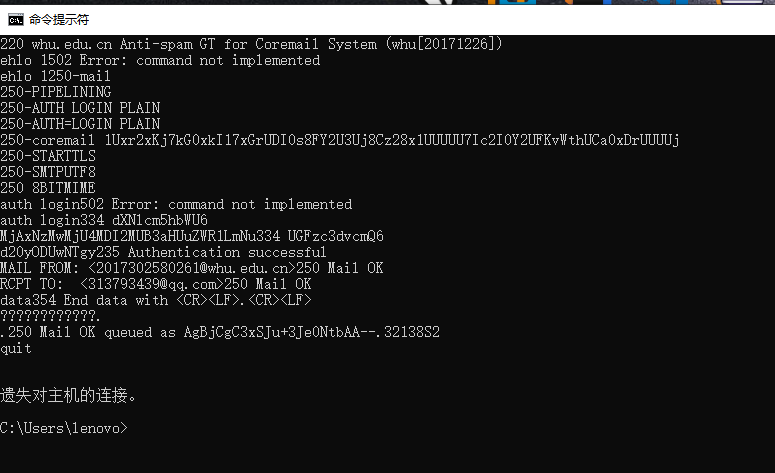 命令提示符
220 whu.edu.cn Anti-spam GT for Coremail System (whu[20171226])
ehlo 1502 Error: command not implemented
ehlo 1250-mail
250-PIPELINING
250-AUTH LOGIN PLAIN
250-AUTH=LOGIN PLAIN
250-coremail 1Uxr2xKj7kG0xkI17xGrUDI0s8FY2U3Uj8Cz28x1UUUUU7Ic2I0Y2UFKvWthUCa0xDrUUUUj
250-STARTTLS
250-SMTPUTF8
250 8BITMIME
auth login502 Error: command not implemented
auth login334 dXNlcm5hbWU6
MjAxNzMwMjU4MDI2MUB3aHUuZWR1LmNu334 UGFzc3dvcmQ6
d20yODUwNTgy235 Authentication successful
MAIL FROM: <2017302580261@whu.edu.cn>250 Mail OK
RCPT TO:  <313793439@qq.com>250 Mail OK
data354 End data with <CR><LF>.<CR><LF>
????????????.
.250 Mail OK queued as AgBjCgC3xSJu+3Je0NtbAA--.32138S2
quit
遗失对主机的连接。
C:\Users\lenovo>